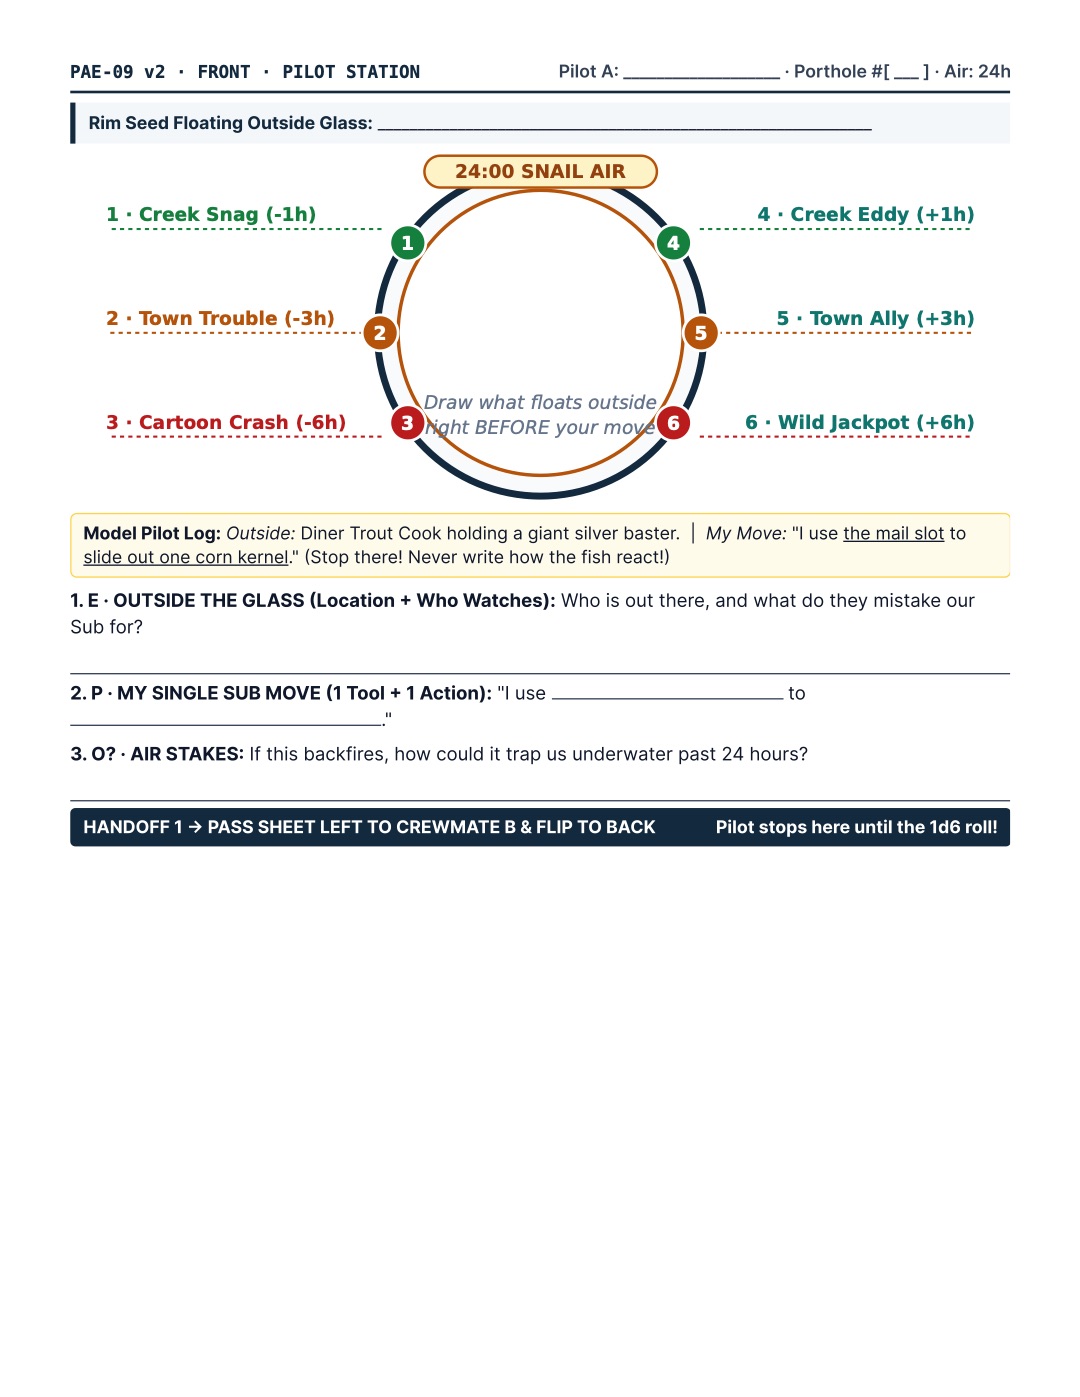 PAE-09 v2 · FRONT · PILOT STATION
Pilot A: ________________ · Porthole #[ ___ ] · Air: 24h
Rim Seed Floating Outside Glass: ____________________________________________________
24:00 SNAIL AIR
1 · Creek Snag (-1h)
4 · Creek Eddy (+1h)
1
4
2 · Town Trouble (-3h)
5 · Town Ally (+3h)
2
5
3 · Cartoon Crash (-6h)
6 · Wild Jackpot (+6h)
3
6
Draw what floats outside
right BEFORE your move
Model Pilot Log: Outside: Diner Trout Cook holding a giant silver baster. | My Move: "I use the mail slot to
slide out one corn kernel." (Stop there! Never write how the fish react!)
1. E · OUTSIDE THE GLASS (Location + Who Watches): Who is out there, and what do they mistake our
Sub for?
2. P · MY SINGLE SUB MOVE (1 Tool + 1 Action): "I use ________________________ to
________________________________."
3. O? · AIR STAKES: If this backfires, how could it trap us underwater past 24 hours?
HANDOFF 1 → PASS SHEET LEFT TO CREWMATE B & FLIP TO BACK
Pilot stops here until the 1d6 roll!